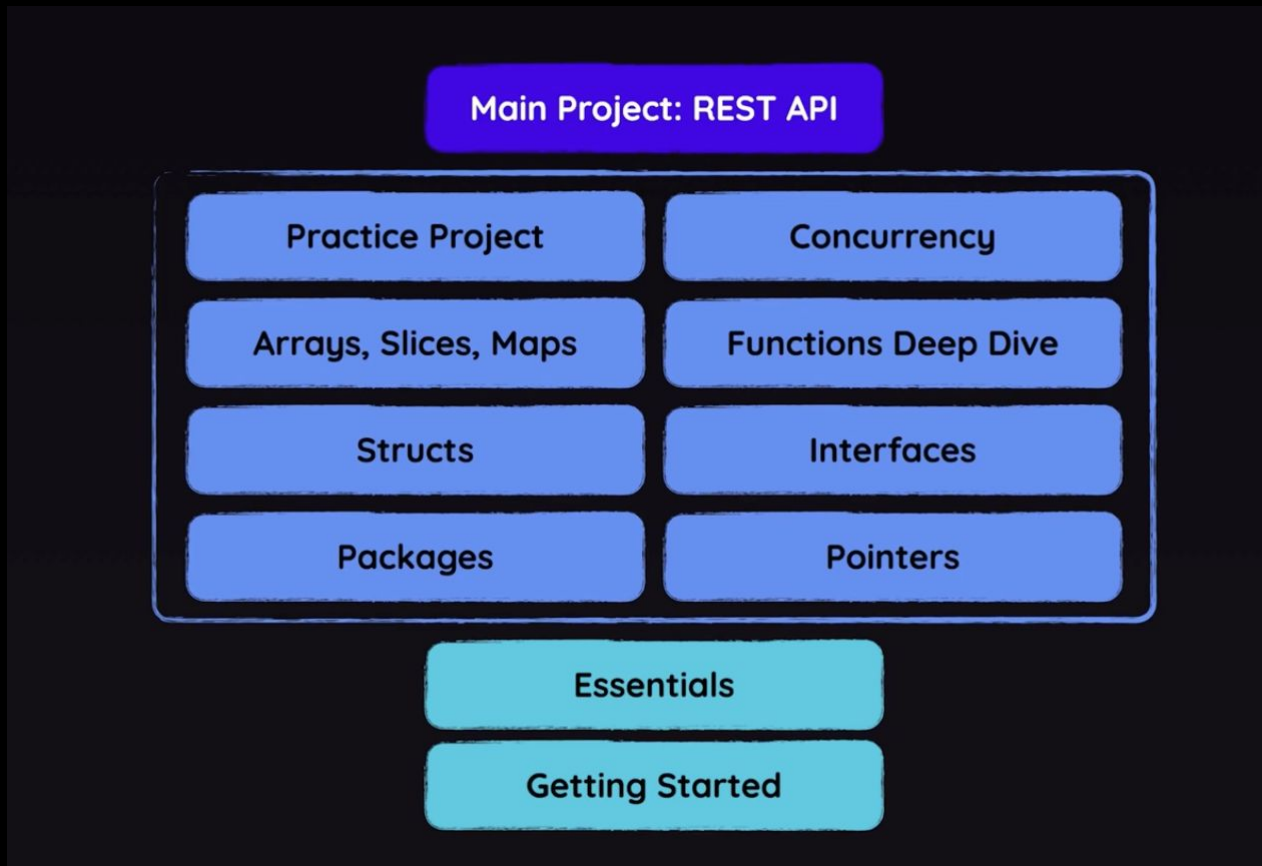 Main Project: REST API
Practice Project
Concurrency
Arrays, Slices, Maps
Functions Deep Dive
Structs
Interfaces
Packages
Pointers
Essentials
Getting Started